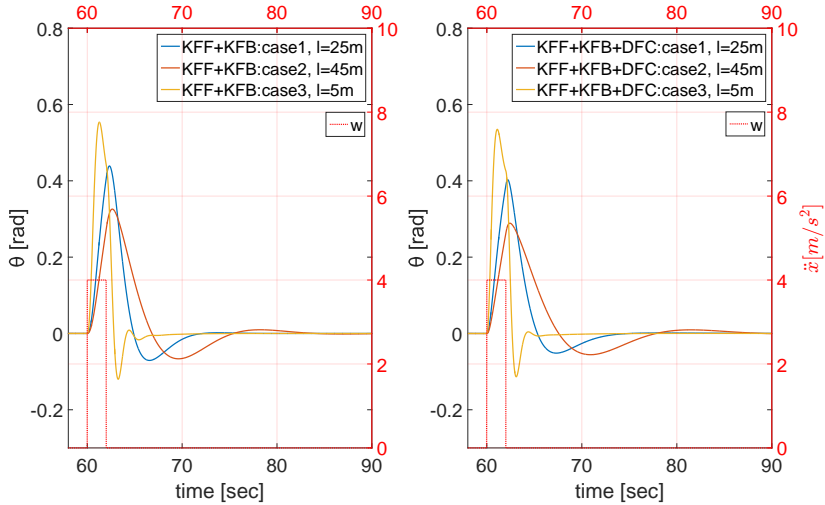 60 70 80 90
0.8
0.6
0.4
0.2
0
-0.2
θ [rad]
KFF+KFB:case1, l=25m
KFF+KFB:case2, l=45m
KFF+KFB:case3, l=5m
w
10
8
6
4
2
0
60 70 80 90
time [sec]
60 70 80 90
0.8
0.6
0.4
0.2
0
-0.2
θ [rad]
KFF+KFB+DFC:case1, l=25m
KFF+KFB+DFC:case2, l=45m
KFF+KFB+DFC:case3, l=5m
w
10
8
6
4
2
0
ẍ[m/s²]
60 70 80 90
time [sec]